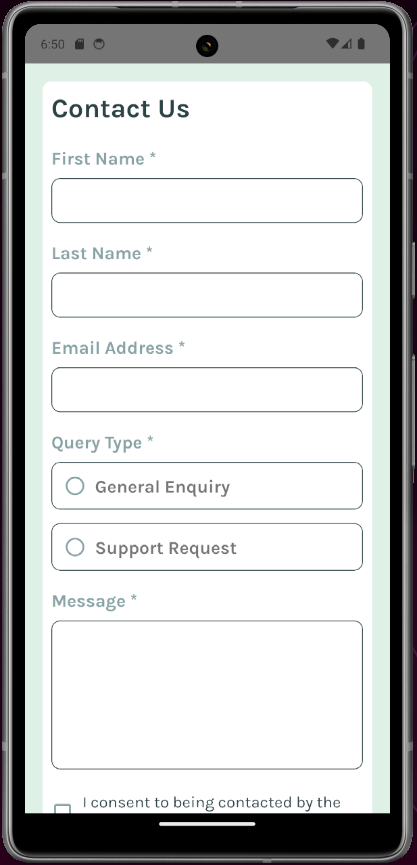 6:50
Contact Us
First Name *
Last Name *
Email Address *
Query Type *
General Enquiry
Support Request
Message *
I consent to being contacted by the